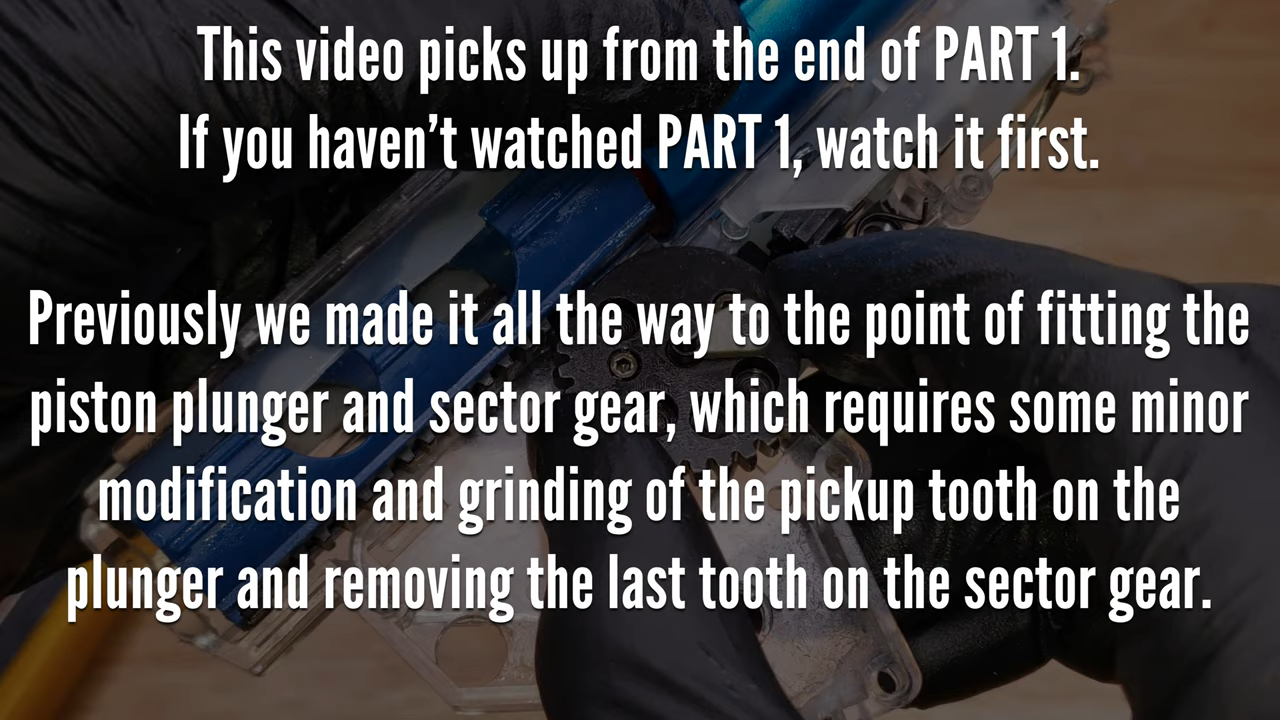 This video picks up from the end of PART 1.
If you haven’t watched PART 1, watch it first.
Previously we made it all the way to the point of fitting the
piston plunger and sector gear, which requires some minor
modification and grinding of the pickup tooth on the
plunger and removing the last tooth on the sector gear.